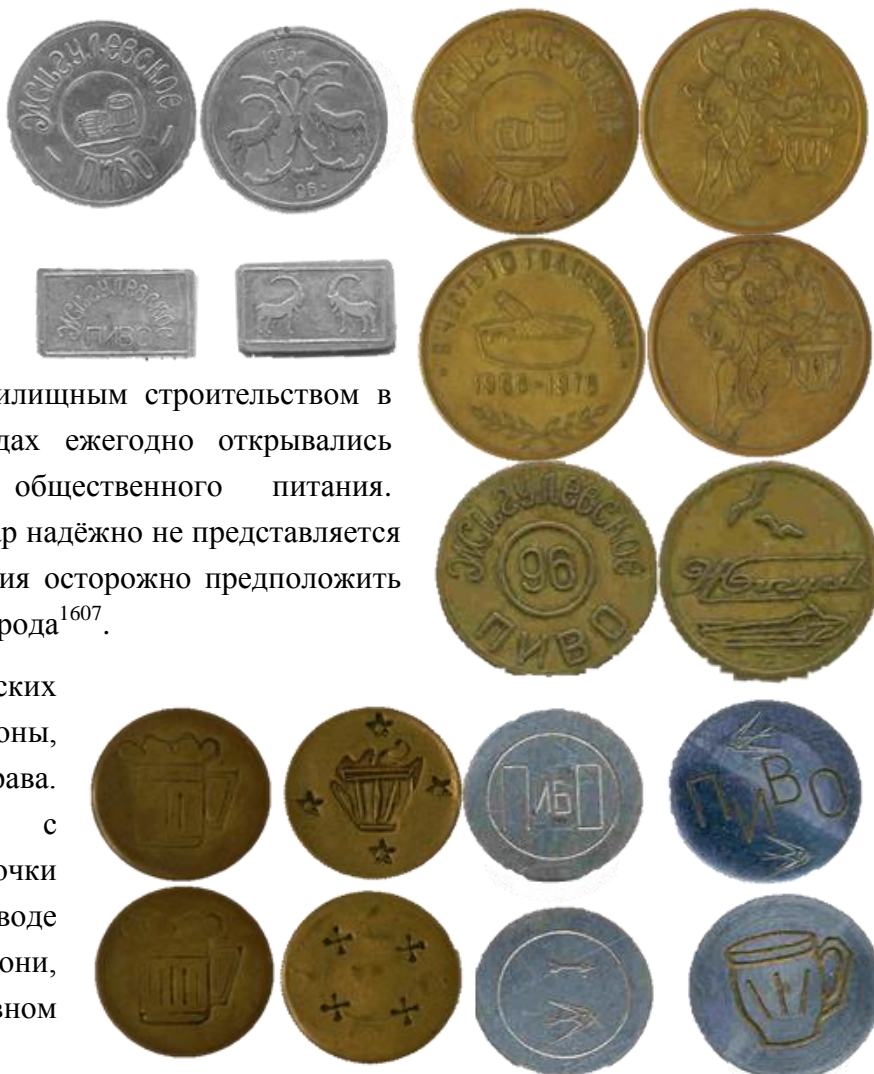 ЖИГУЛЕВСКОЕ
ПИВО
1975
96
ЖИГУЛЕВСКОЕ
ПИВО
ЖИГУЛЕВСКОЕ
ПИВО
В ЧЕСТЬ 10 ГОДОВЩИНЫ
1966-1976
ЖИГУЛЕВСКОЕ
96
ПИВО
Жигули
илищным строительством в
дах ежегодно открывались
общественного питания.
ар надёжно не представляется
ия осторожно предположить
рода1607.
ских
оны,
рава.
с
очки
воде
они,
вном
ПИВО